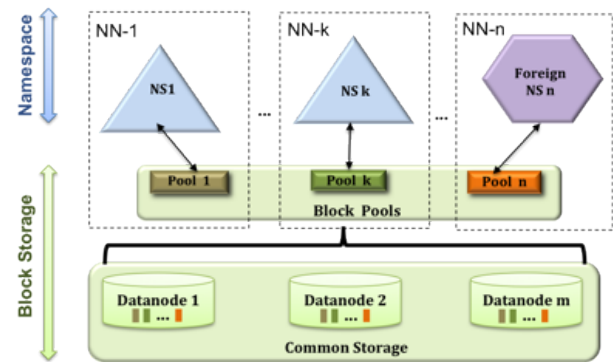 NN-1
NN-k
NN-n
Namespace
NS1
...
NS k
...
Foreign
NS n
Pool 1
Pool k
Pool n
Block Pools
Block Storage
Datanode 1
...
Datanode 2
...
Datanode m
...
Common Storage